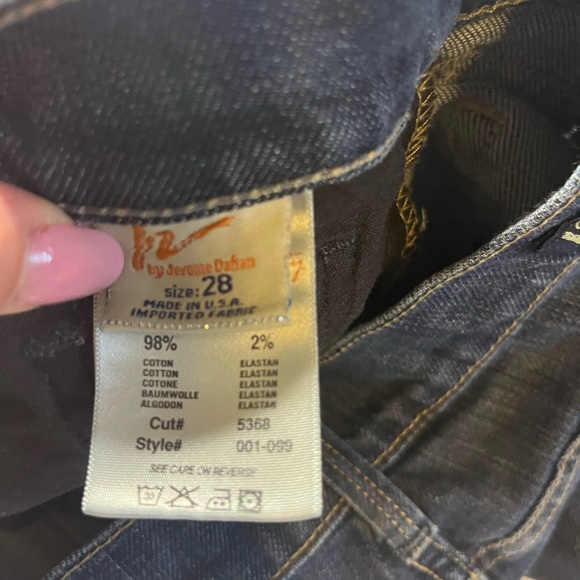 by Jerome Dahan
size: 28
MADE IN U.S.A.
IMPORTED FABRIC
98% 2%
COTON ELASTAN
COTTON ELASTAN
COTONE ELASTAN
BAUMWOLLE ELASTAN
ALGODON ELASTAN
Cut# 5368
Style# 001-099
SEE CARE ON REVERSE
30